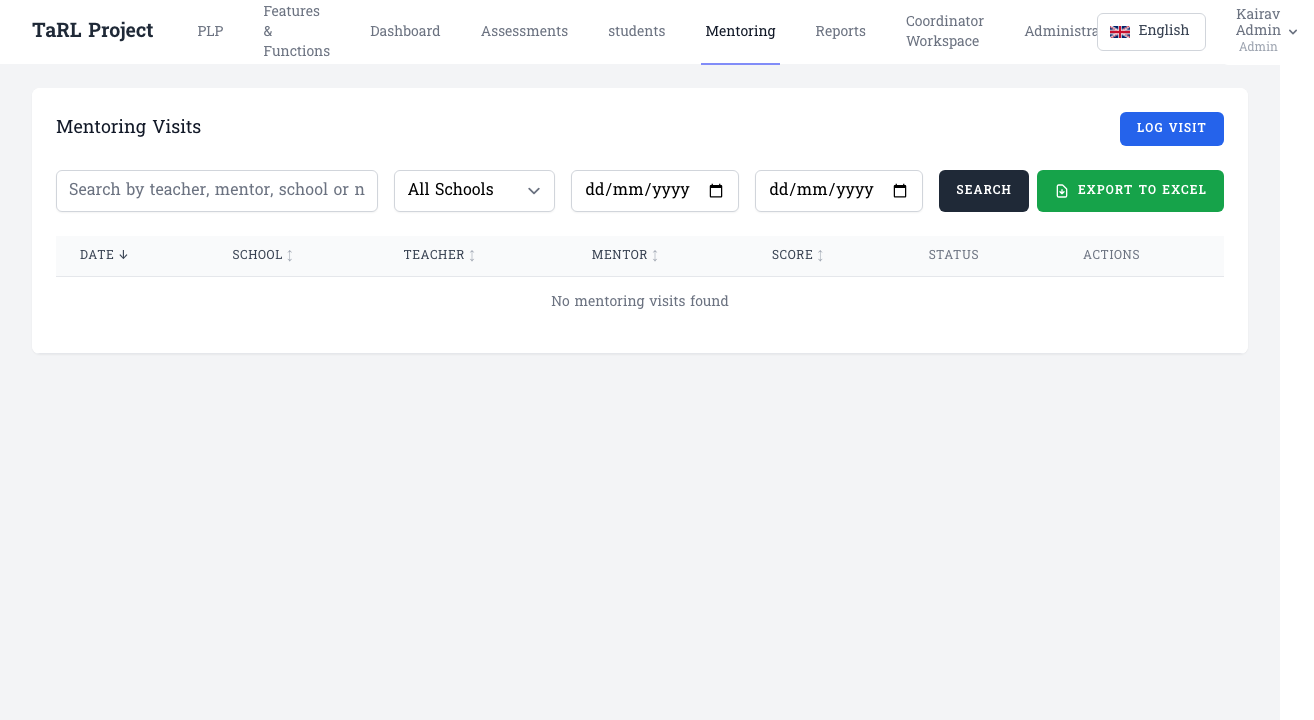 TaRL Project
PLP
Features
&
Functions
Dashboard
Assessments
students
Mentoring
Reports
Coordinator
Workspace
Administra
English
Kairav
Admin
Admin
Mentoring Visits
LOG VISIT
Search by teacher, mentor, school or n
All Schools
dd/mm/yyyy
dd/mm/yyyy
SEARCH
EXPORT TO EXCEL
DATE ↓
SCHOOL ↕
TEACHER ↕
MENTOR ↕
SCORE ↕
STATUS
ACTIONS
No mentoring visits found